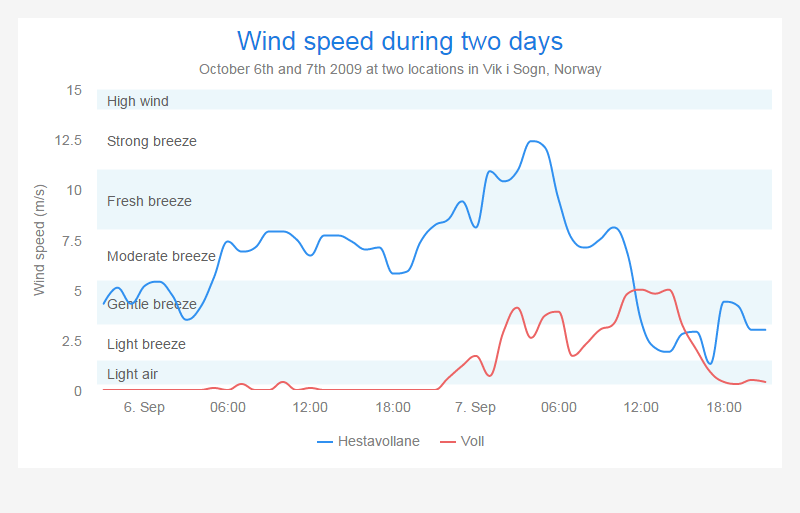 Wind speed during two days
October 6th and 7th 2009 at two locations in Vik i Sogn, Norway
Wind speed (m/s)
15
12.5
10
7.5
5
2.5
0
High wind
Strong breeze
Fresh breeze
Moderate breeze
Gentle breeze
Light breeze
Light air
6. Sep
06:00
12:00
18:00
7. Sep
06:00
12:00
18:00
Hestavollane
Voll